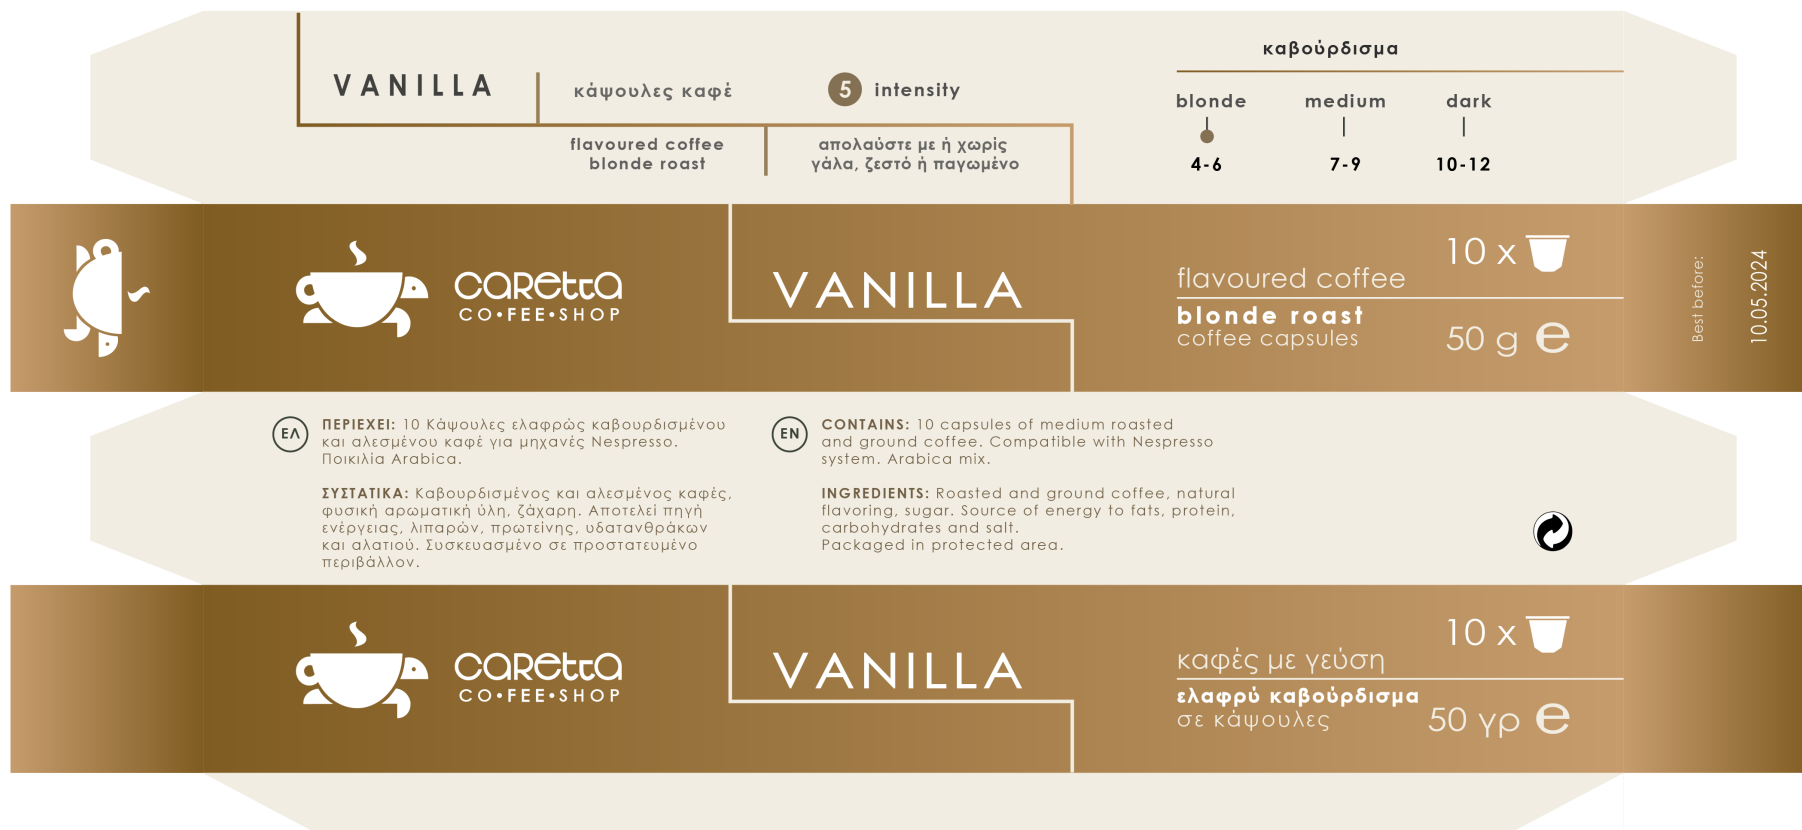 καβούρδισμα
VANILLA
κάψουλες καφέ
5 intensity
blonde medium dark
flavoured coffee
blonde roast
απολαύστε με ή χωρίς
γάλα, ζεστό ή παγωμένο
4-6 7-9 10-12
caretta
CO•FEE•SHOP
VANILLA
flavoured coffee
blonde roast
coffee capsules
10 x
50 g e
Best before:
10.05.2024
ΕΛ
ΠΕΡΙΕΧΕΙ: 10 Κάψουλες ελαφρώς καβουρδισμένου
και αλεσμένου καφέ για μηχανές Nespresso.
Ποικιλία Arabica.
ΣΥΣΤΑΤΙΚΑ: Καβουρδισμένος και αλεσμένος καφές,
φυσική αρωματική ύλη, ζάχαρη. Αποτελεί πηγή
ενέργειας, λιπαρών, πρωτείνης, υδατανθράκων
και αλατιού. Συσκευασμένο σε προστατευμένο
περιβάλλον.
EN
CONTAINS: 10 capsules of medium roasted
and ground coffee. Compatible with Nespresso
system. Arabica mix.
INGREDIENTS: Roasted and ground coffee, natural
flavoring, sugar. Source of energy to fats, protein,
carbohydrates and salt.
Packaged in protected area.
caretta
CO•FEE•SHOP
VANILLA
καφές με γεύση
ελαφρύ καβούρδισμα
σε κάψουλες
10 x
50 γρ e